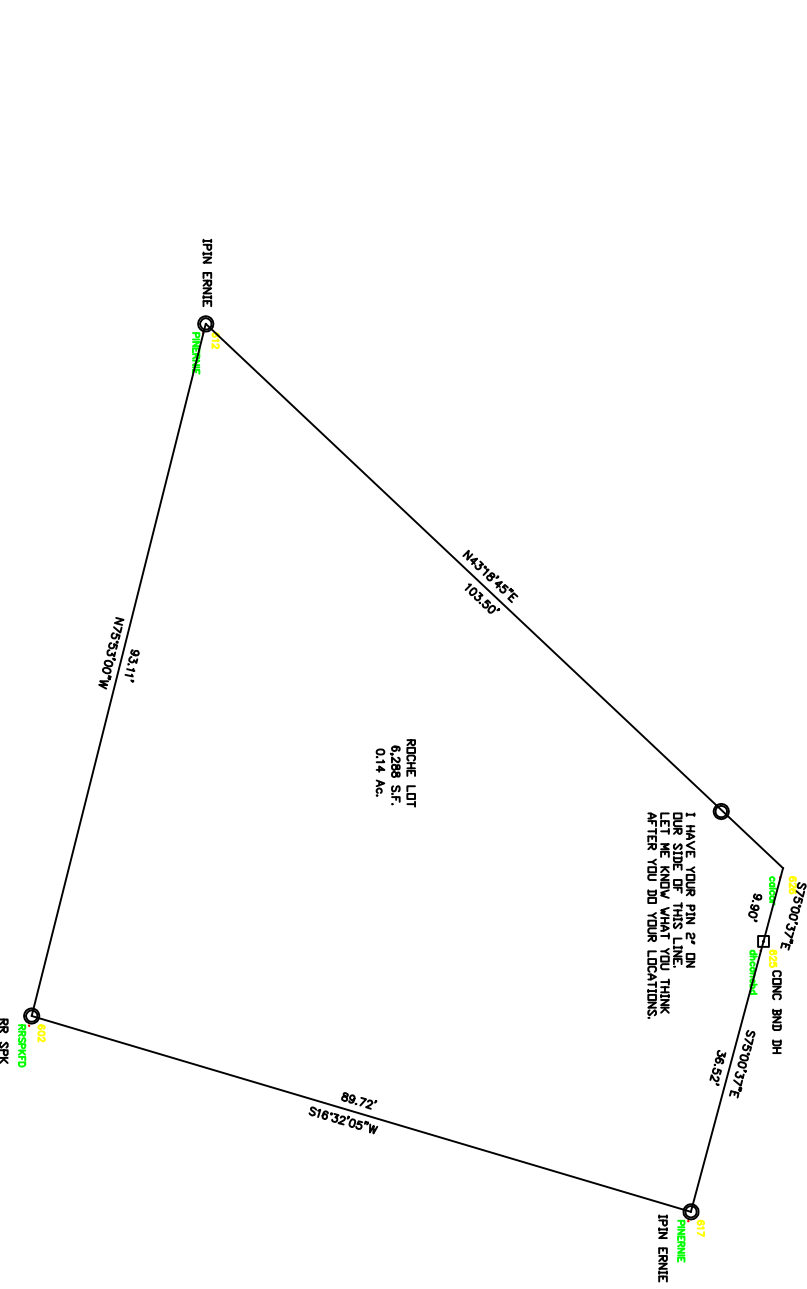 IPIN ERNIE
612
PINERNIE
N43°18'45"E
103.50'
N75°53'00"W
93.11'
ROCHE LOT
6,288 S.F.
0.14 Ac.
I HAVE YOUR PIN 2' ON
OUR SIDE OF THIS LINE.
LET ME KNOW WHAT YOU THINK
AFTER YOU DO YOUR LOCATIONS.
S75°00'37"E
9.90'
625
CONC BND DH
S75°00'37"E
36.52'
89.72'
S16°32'05"W
602
RRSPKFD
RR SPK
617
PINERNIE
IPIN ERNIE